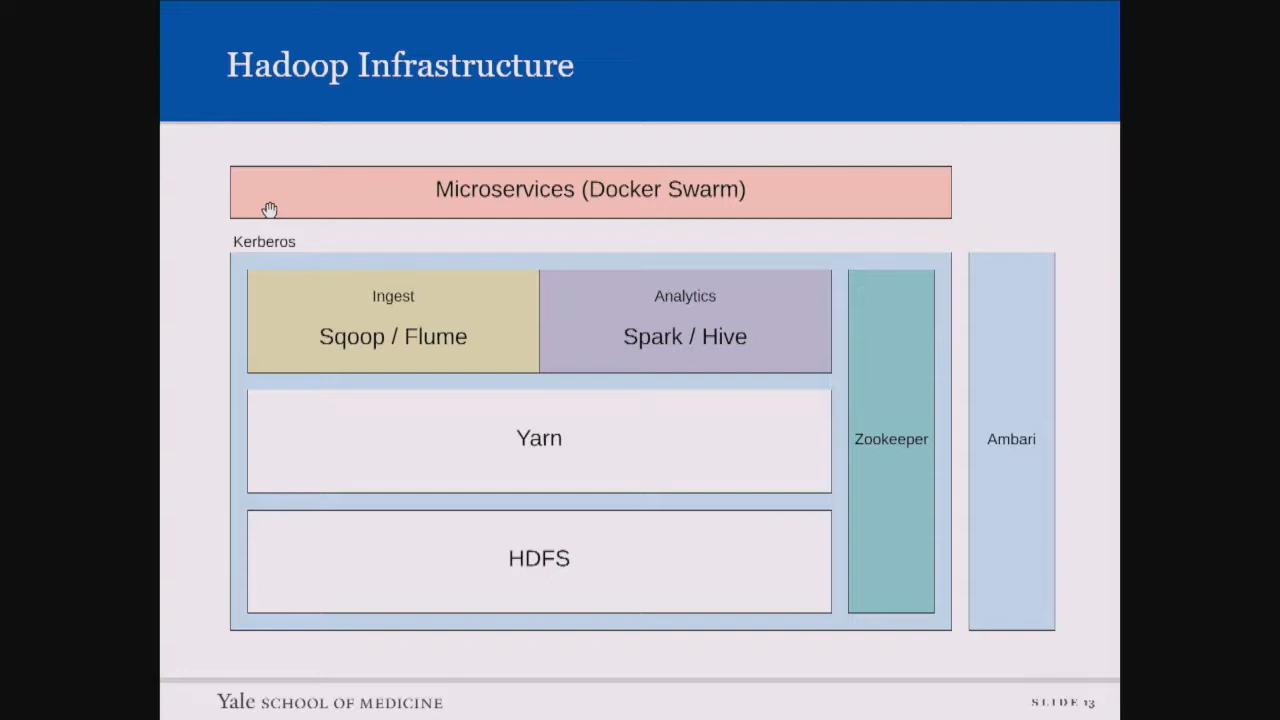 Hadoop Infrastructure
Microservices (Docker Swarm)
Kerberos
Ingest
Sqoop / Flume
Analytics
Spark / Hive
Zookeeper
Ambari
Yarn
HDFS
Yale SCHOOL OF MEDICINE
SLIDE 13